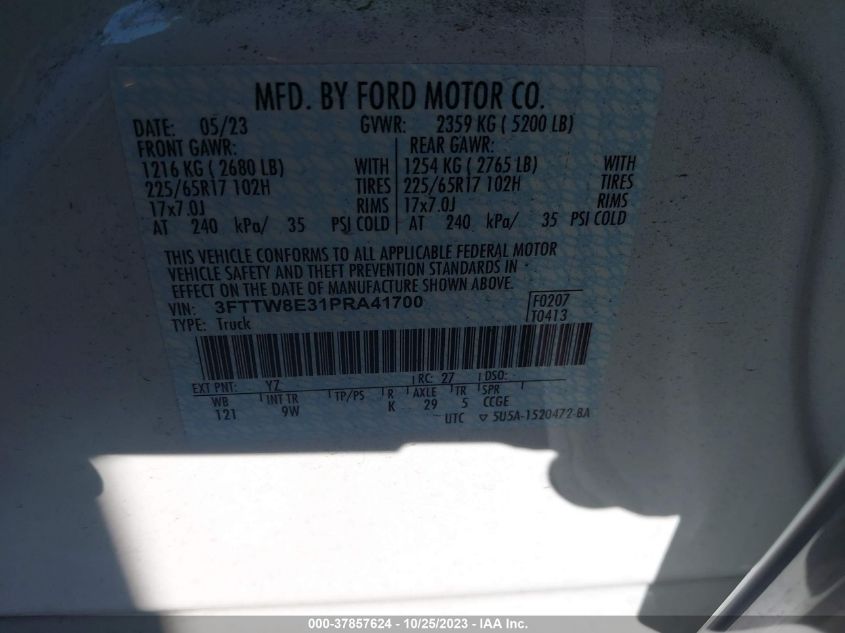 MFD. BY FORD MOTOR CO.
DATE: 05/23 GVWR: 2359 KG ( 5200 LB)
FRONT GAWR: REAR GAWR:
1216 KG ( 2680 LB) WITH 1254 KG ( 2765 LB) WITH
225/65R17 102H TIRES 225/65R17 102H TIRES
17x7.0J RIMS 17x7.0J RIMS
AT 240 kPa/ 35 PSI COLD AT 240 kPa/ 35 PSI COLD
THIS VEHICLE CONFORMS TO ALL APPLICABLE FEDERAL MOTOR
VEHICLE SAFETY AND THEFT PREVENTION STANDARDS IN
EFFECT ON THE DATE OF MANUFACTURE SHOWN ABOVE.
VIN: 3FTTW8E31PRA41700 F0207
TYPE: Truck T0413
EXT PNT: YZ RC: 27 DSO:
WB INT TR TP/PS R AXLE TR SPR
121 9W K 29 5 CCGE
UTC ▽ 5U5A-1520472-BA
000-37857624 - 10/25/2023 - IAA Inc.